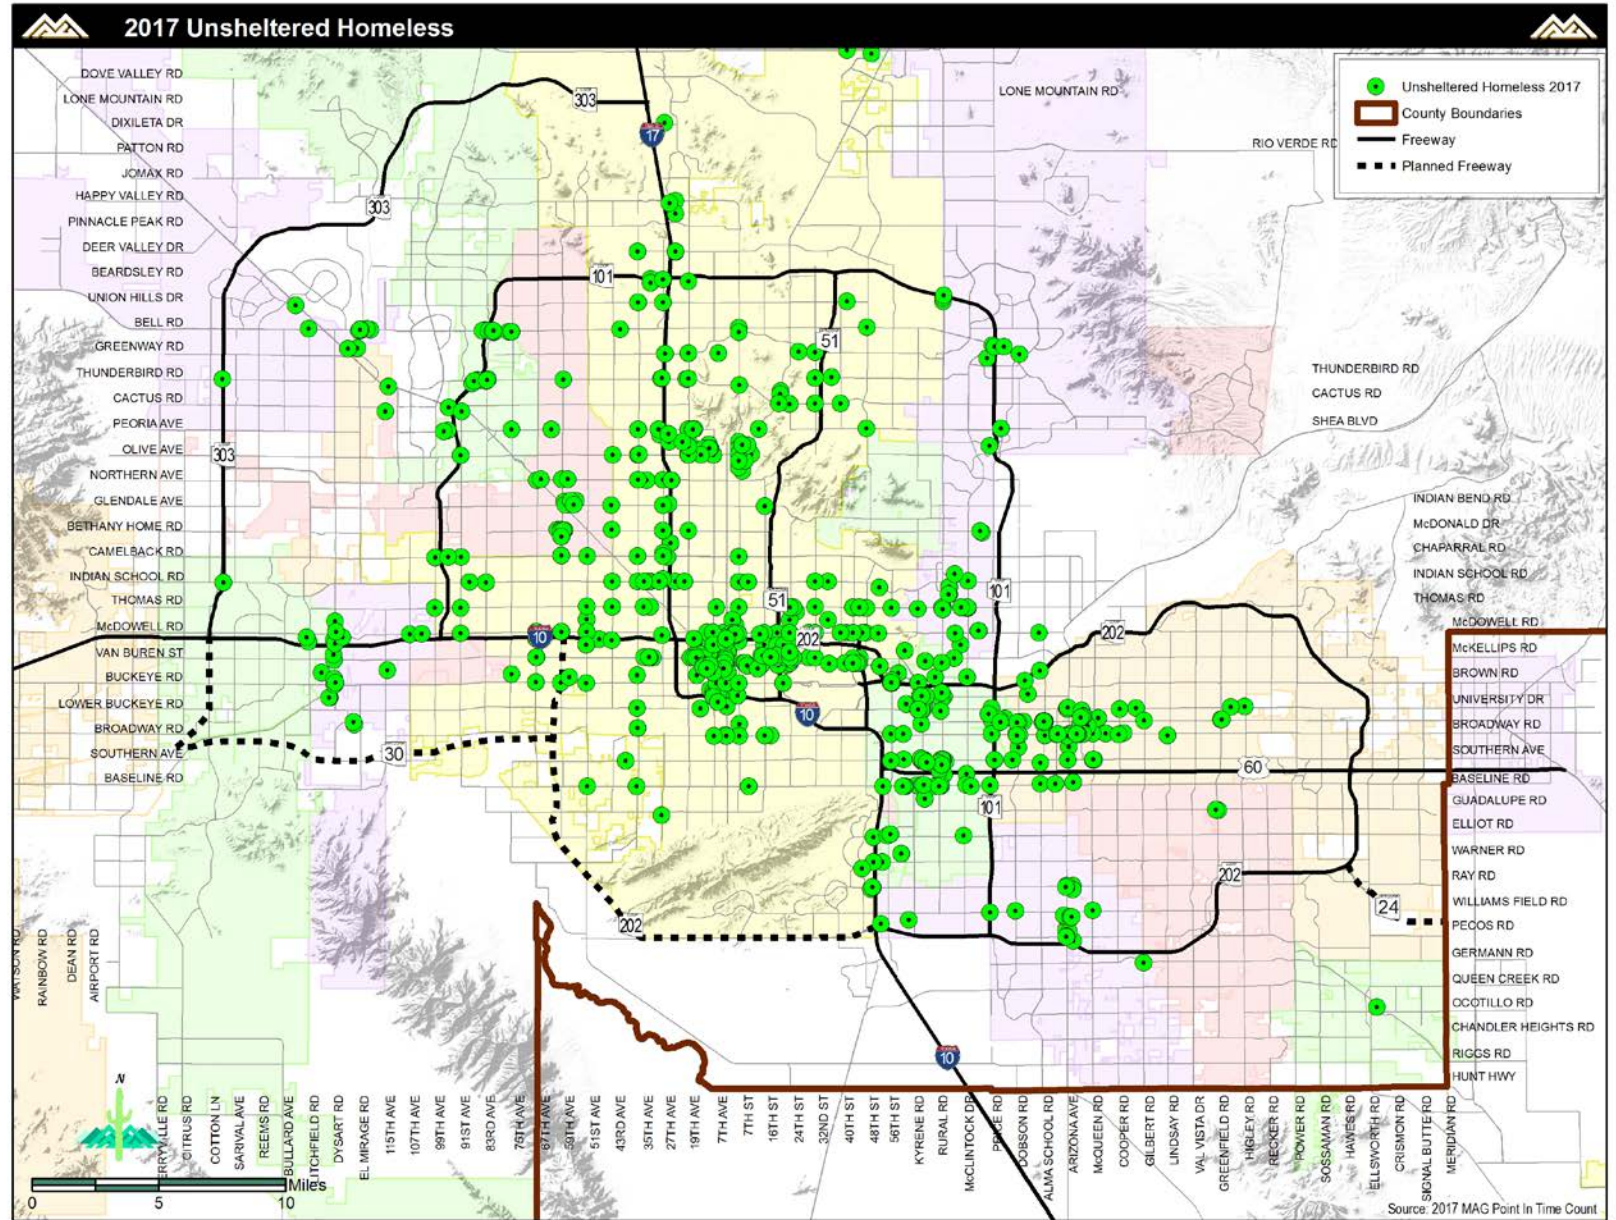 2017 Unsheltered Homeless
Unsheltered Homeless 2017
County Boundaries
Freeway
Planned Freeway
DOVE VALLEY RD
LONE MOUNTAIN RD
DIXILETA DR
PATTON RD
JOMAX RD
HAPPY VALLEY RD
PINNACLE PEAK RD
DEER VALLEY DR
BEARDSLEY RD
UNION HILLS DR
BELL RD
GREENWAY RD
THUNDERBIRD RD
CACTUS RD
PEORIA AVE
OLIVE AVE
NORTHERN AVE
GLENDALE AVE
BETHANY HOME RD
CAMELBACK RD
INDIAN SCHOOL RD
THOMAS RD
McDOWELL RD
VAN BUREN ST
BUCKEYE RD
LOWER BUCKEYE RD
BROADWAY RD
SOUTHERN AVE
BASELINE RD
303
17
303
101
51
303
51
101
10
202
202
10
30
60
101
202
24
202
10
LONE MOUNTAIN RD
RIO VERDE RD
THUNDERBIRD RD
CACTUS RD
SHEA BLVD
INDIAN BEND RD
McDONALD DR
CHAPARRAL RD
INDIAN SCHOOL RD
THOMAS RD
McDOWELL RD
McKELLIPS RD
BROWN RD
UNIVERSITY DR
BROADWAY RD
SOUTHERN AVE
BASELINE RD
GUADALUPE RD
ELLIOT RD
WARNER RD
RAY RD
WILLIAMS FIELD RD
PECOS RD
GERMANN RD
QUEEN CREEK RD
OCOTILLO RD
CHANDLER HEIGHTS RD
RIGGS RD
HUNT HWY
RAINBOW RD
DEAN RD
AIRPORT RD
CITRUS RD
COTTON LN
SARIVAL AVE
REEMS RD
BULLARD AVE
LITCHFIELD RD
DYSART RD
EL MIRAGE RD
115TH AVE
107TH AVE
99TH AVE
91ST AVE
83RD AVE
75TH AVE
67TH AVE
59TH AVE
51ST AVE
43RD AVE
35TH AVE
27TH AVE
19TH AVE
7TH AVE
7TH ST
16TH ST
24TH ST
32ND ST
40TH ST
48TH ST
56TH ST
KYRENE RD
RURAL RD
McCLINTOCK DR
PRICE RD
DOBSON RD
ALMA SCHOOL RD
ARIZONA AVE
McQUEEN RD
COOPER RD
GILBERT RD
LINDSAY RD
VAL VISTA DR
GREENFIELD RD
HIGLEY RD
RECKER RD
POWER RD
SOSSAMAN RD
HAWES RD
ELLSWORTH RD
CRISMON RD
SIGNAL BUTTE RD
MERIDIAN RD
N
Miles
0 5 10
Source: 2017 MAG Point In Time Count